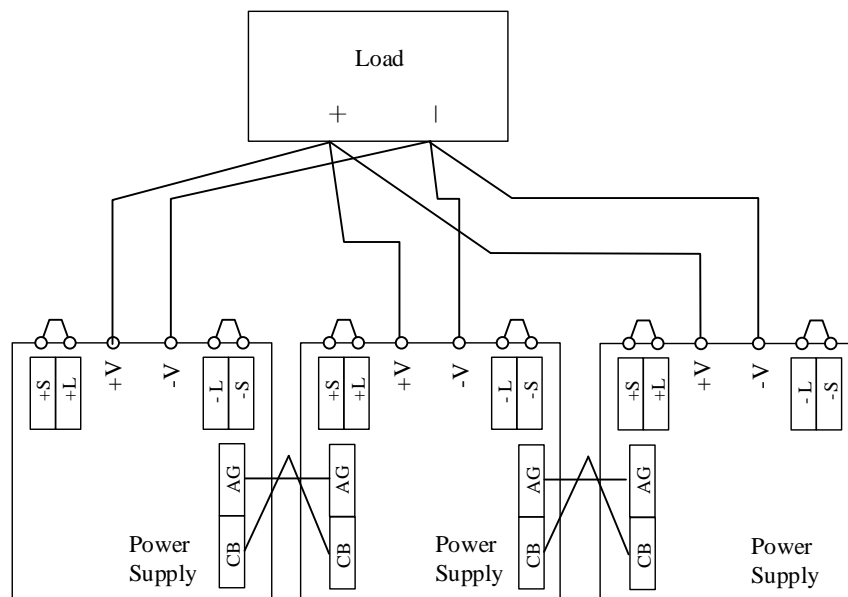 Load
+ -
+S +L +V -V -L -S
+S +L +V -V -L -S
+S +L +V -V -L -S
AG AG AG AG
CB CB CB CB
Power Supply
Power Supply
Power Supply